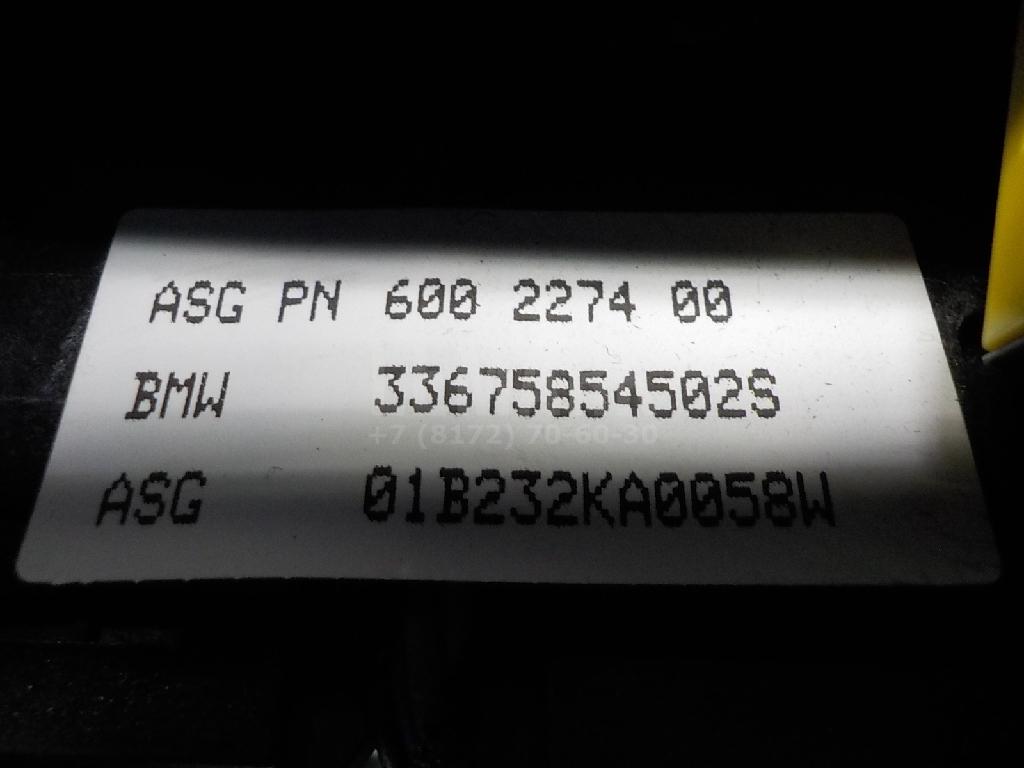 ASG PN 600 2274 00
BMW 33675854502S
+7 (8172) 70-60-30
ASG 01B232KA0058W